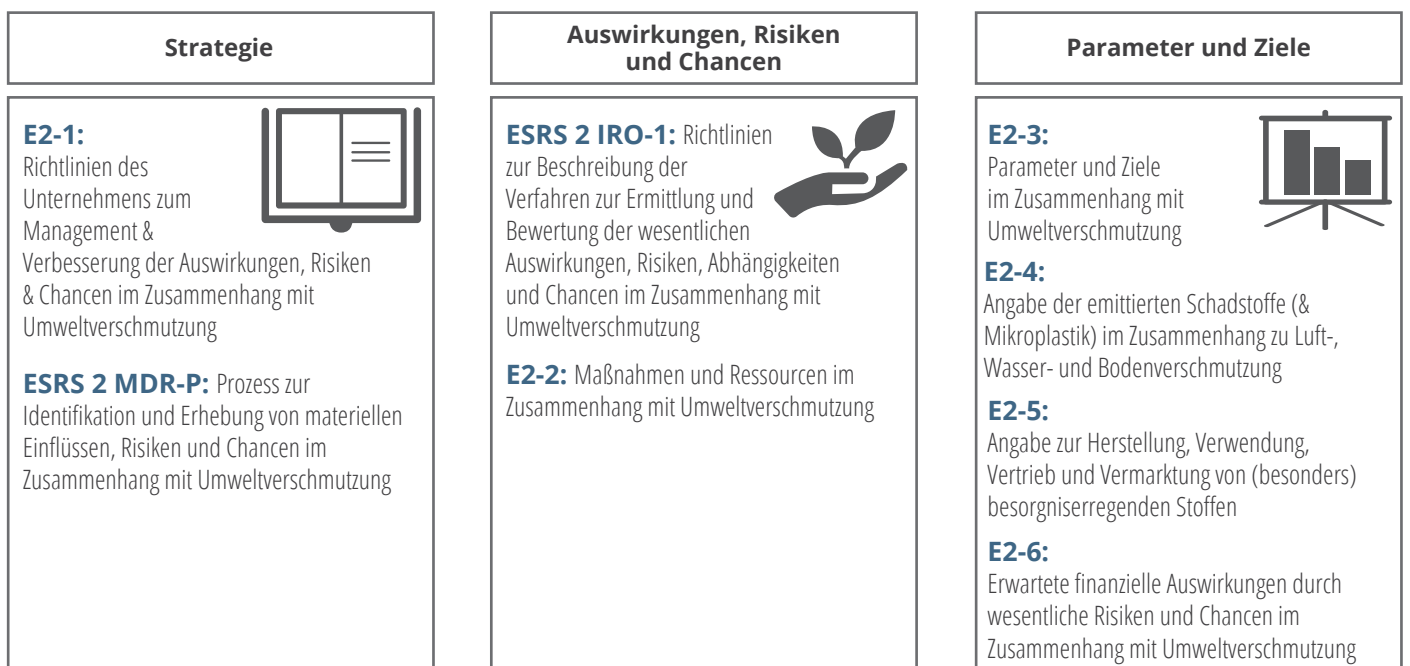 Strategie
E2-1:
Richtlinien des
Unternehmens zum
Management &
Verbesserung der Auswirkungen, Risiken
& Chancen im Zusammenhang mit
Umweltverschmutzung
ESRS 2 MDR-P: Prozess zur
Identifikation und Erhebung von materiellen
Einflüssen, Risiken und Chancen im
Zusammenhang mit Umweltverschmutzung
Auswirkungen, Risiken
und Chancen
ESRS 2 IRO-1: Richtlinien
zur Beschreibung der
Verfahren zur Ermittlung und
Bewertung der wesentlichen
Auswirkungen, Risiken, Abhängigkeiten
und Chancen im Zusammenhang mit
Umweltverschmutzung
E2-2: Maßnahmen und Ressourcen im
Zusammenhang mit Umweltverschmutzung
Parameter und Ziele
E2-3:
Parameter und Ziele
im Zusammenhang mit
Umweltverschmutzung
E2-4:
Angabe der emittierten Schadstoffe (&
Mikroplastik) im Zusammenhang zu Luft-,
Wasser- und Bodenverschmutzung
E2-5:
Angabe zur Herstellung, Verwendung,
Vertrieb und Vermarktung von (besonders)
besorgniserregenden Stoffen
E2-6:
Erwartete finanzielle Auswirkungen durch
wesentliche Risiken und Chancen im
Zusammenhang mit Umweltverschmutzung